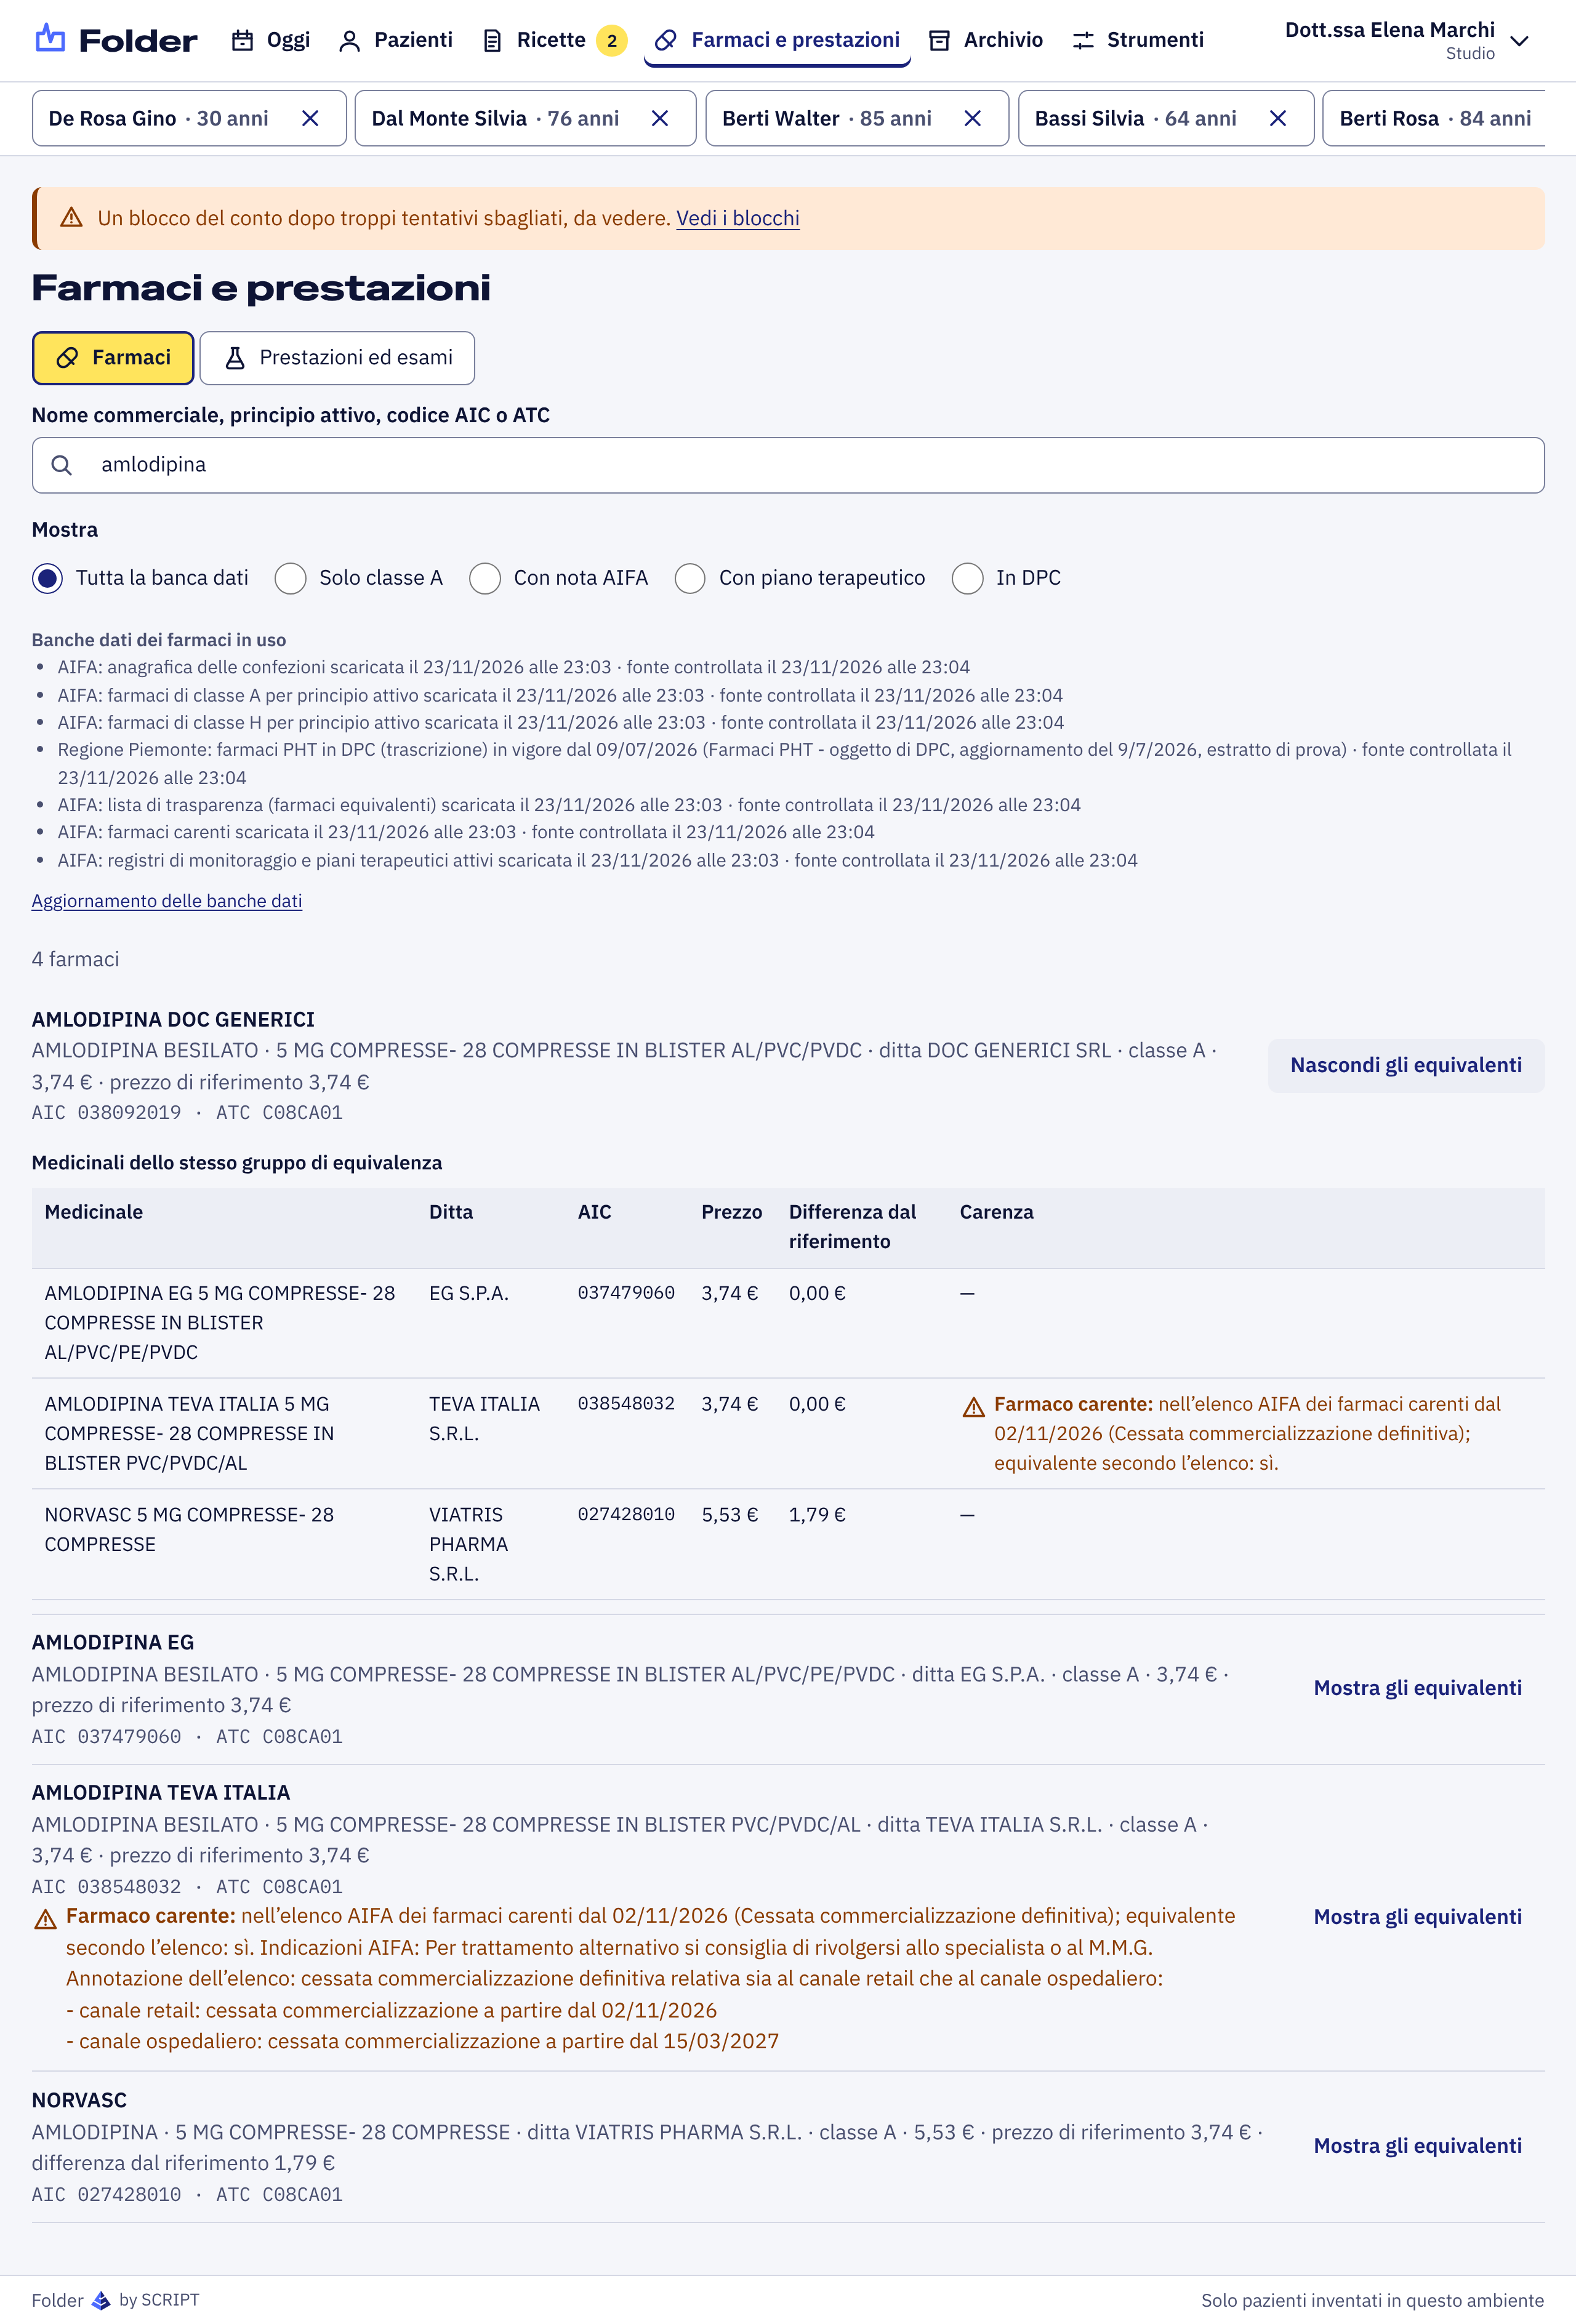 Folder
Oggi
Pazienti
Ricette 2
Farmaci e prestazioni
Archivio
Strumenti
Dott.ssa Elena Marchi
Studio
De Rosa Gino · 30 anni
Dal Monte Silvia · 76 anni
Berti Walter · 85 anni
Bassi Silvia · 64 anni
Berti Rosa · 84 anni
Un blocco del conto dopo troppi tentativi sbagliati, da vedere. Vedi i blocchi
Farmaci e prestazioni
Farmaci
Prestazioni ed esami
Nome commerciale, principio attivo, codice AIC o ATC
amlodipina
Mostra
Tutta la banca dati
Solo classe A
Con nota AIFA
Con piano terapeutico
In DPC
Banche dati dei farmaci in uso
• AIFA: anagrafica delle confezioni scaricata il 23/11/2026 alle 23:03 · fonte controllata il 23/11/2026 alle 23:04
• AIFA: farmaci di classe A per principio attivo scaricata il 23/11/2026 alle 23:03 · fonte controllata il 23/11/2026 alle 23:04
• AIFA: farmaci di classe H per principio attivo scaricata il 23/11/2026 alle 23:03 · fonte controllata il 23/11/2026 alle 23:04
• Regione Piemonte: farmaci PHT in DPC (trascrizione) in vigore dal 09/07/2026 (Farmaci PHT - oggetto di DPC, aggiornamento del 9/7/2026, estratto di prova) · fonte controllata il
23/11/2026 alle 23:04
• AIFA: lista di trasparenza (farmaci equivalenti) scaricata il 23/11/2026 alle 23:03 · fonte controllata il 23/11/2026 alle 23:04
• AIFA: farmaci carenti scaricata il 23/11/2026 alle 23:03 · fonte controllata il 23/11/2026 alle 23:04
• AIFA: registri di monitoraggio e piani terapeutici attivi scaricata il 23/11/2026 alle 23:03 · fonte controllata il 23/11/2026 alle 23:04
Aggiornamento delle banche dati
4 farmaci
AMLODIPINA DOC GENERICI
AMLODIPINA BESILATO · 5 MG COMPRESSE- 28 COMPRESSE IN BLISTER AL/PVC/PVDC · ditta DOC GENERICI SRL · classe A ·
3,74 € · prezzo di riferimento 3,74 €
AIC 038092019 · ATC C08CA01
Nascondi gli equivalenti
Medicinali dello stesso gruppo di equivalenza
Medicinale
Ditta
AIC
Prezzo
Differenza dal
riferimento
Carenza
AMLODIPINA EG 5 MG COMPRESSE- 28
COMPRESSE IN BLISTER
AL/PVC/PE/PVDC
EG S.P.A.
037479060
3,74 €
0,00 €
—
AMLODIPINA TEVA ITALIA 5 MG
COMPRESSE- 28 COMPRESSE IN
BLISTER PVC/PVDC/AL
TEVA ITALIA
S.R.L.
038548032
3,74 €
0,00 €
Farmaco carente: nell’elenco AIFA dei farmaci carenti dal
02/11/2026 (Cessata commercializzazione definitiva);
equivalente secondo l’elenco: sì.
NORVASC 5 MG COMPRESSE- 28
COMPRESSE
VIATRIS
PHARMA
S.R.L.
027428010
5,53 €
1,79 €
—
AMLODIPINA EG
AMLODIPINA BESILATO · 5 MG COMPRESSE- 28 COMPRESSE IN BLISTER AL/PVC/PE/PVDC · ditta EG S.P.A. · classe A · 3,74 € ·
prezzo di riferimento 3,74 €
AIC 037479060 · ATC C08CA01
Mostra gli equivalenti
AMLODIPINA TEVA ITALIA
AMLODIPINA BESILATO · 5 MG COMPRESSE- 28 COMPRESSE IN BLISTER PVC/PVDC/AL · ditta TEVA ITALIA S.R.L. · classe A ·
3,74 € · prezzo di riferimento 3,74 €
AIC 038548032 · ATC C08CA01
Farmaco carente: nell’elenco AIFA dei farmaci carenti dal 02/11/2026 (Cessata commercializzazione definitiva); equivalente
secondo l’elenco: sì. Indicazioni AIFA: Per trattamento alternativo si consiglia di rivolgersi allo specialista o al M.M.G.
Annotazione dell’elenco: cessata commercializzazione definitiva relativa sia al canale retail che al canale ospedaliero:
- canale retail: cessata commercializzazione a partire dal 02/11/2026
- canale ospedaliero: cessata commercializzazione a partire dal 15/03/2027
Mostra gli equivalenti
NORVASC
AMLODIPINA · 5 MG COMPRESSE- 28 COMPRESSE · ditta VIATRIS PHARMA S.R.L. · classe A · 5,53 € · prezzo di riferimento 3,74 € ·
differenza dal riferimento 1,79 €
AIC 027428010 · ATC C08CA01
Mostra gli equivalenti
Folder by SCRIPT
Solo pazienti inventati in questo ambiente